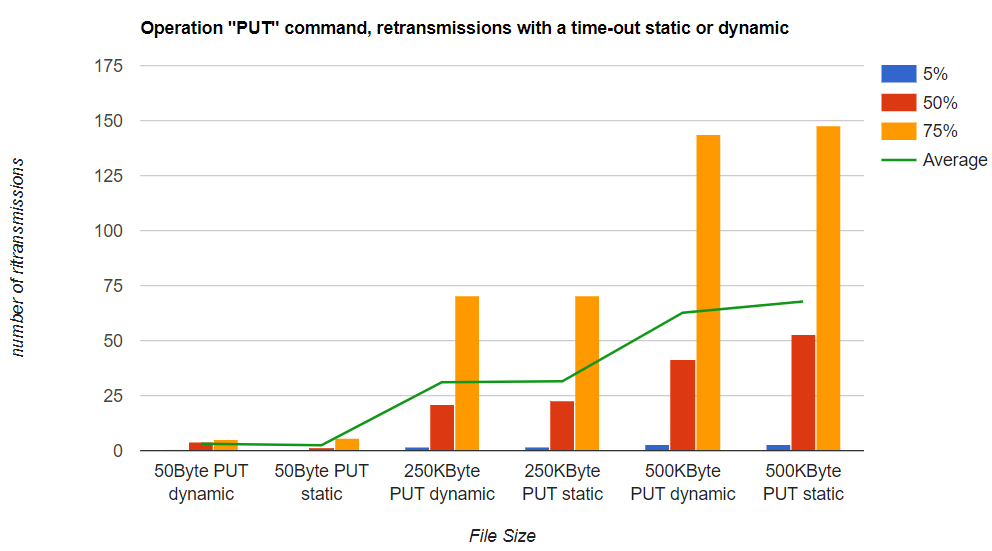 Operation "PUT" command, retransmissions with a time-out static or dynamic
175
150
125
100
75
50
25
0
number of ritransmissions
5%
50%
75%
Average
50Byte PUT
dynamic
50Byte PUT
static
250KByte
PUT dynamic
250KByte
PUT static
500KByte
PUT dynamic
500KByte
PUT static
File Size